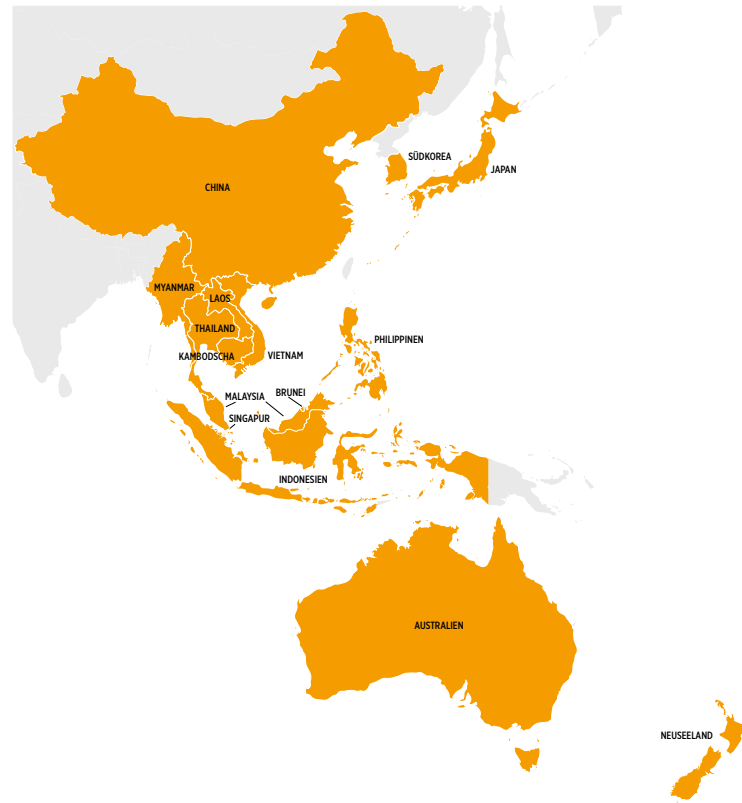 SÜDKOREA
JAPAN
CHINA
MYANMAR
LAOS
THAILAND
PHILIPPINEN
KAMBODSCHA
VIETNAM
BRUNEI
MALAYSIA
SINGAPUR
INDONESIEN
AUSTRALIEN
NEUSEELAND